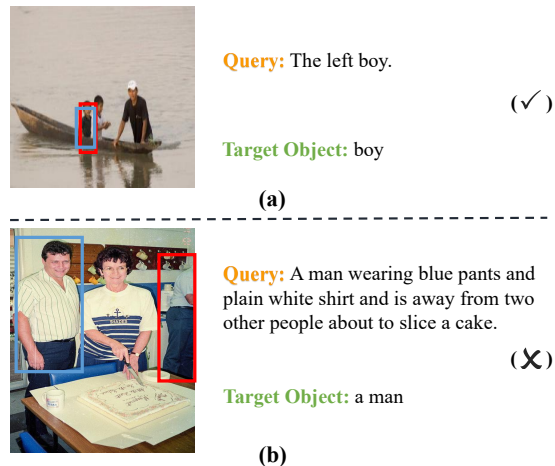 Query: The left boy.
(✓)
Target Object: boy
(a)
Query: A man wearing blue pants and
plain white shirt and is away from two
other people about to slice a cake.
(✗)
Target Object: a man
(b)